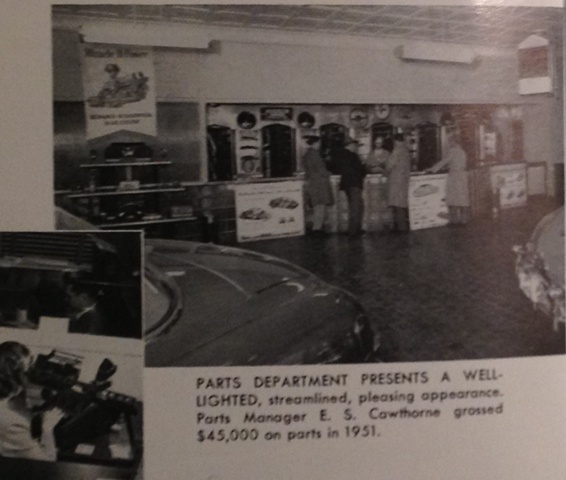 PARTS DEPARTMENT PRESENTS A WELL-
LIGHTED, streamlined, pleasing appearance.
Parts Manager E. S. Cawthorne grossed
$45,000 on parts in 1951.